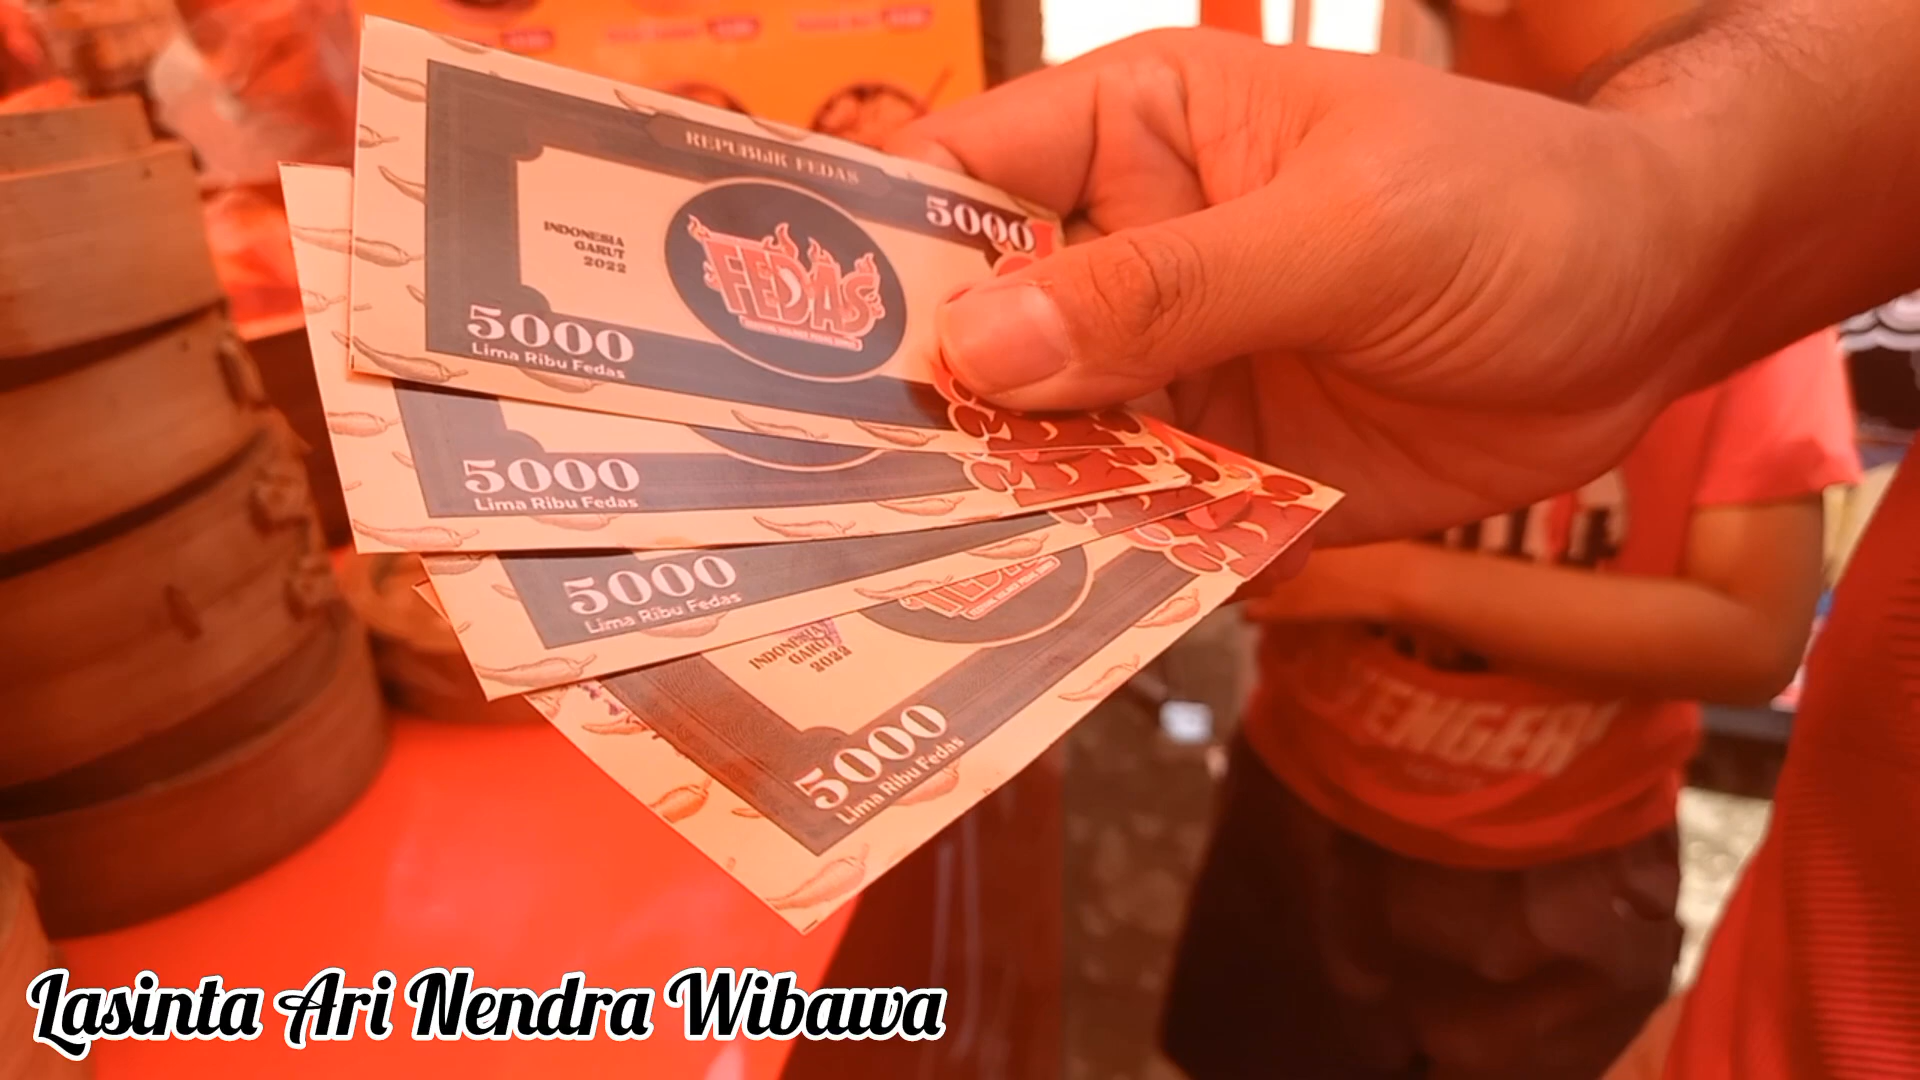 REPUBLIK FEDAS
5000
INDONESIA
GARUT
2022
FEDAS
5000
Lima Ribu Fedas
5000
Lima Ribu Fedas
5000
Lima Ribu Fedas
INDONESIA
GARUT
2022
5000
Lima Ribu Fedas
Lasinta Ari Nendra Wibawa